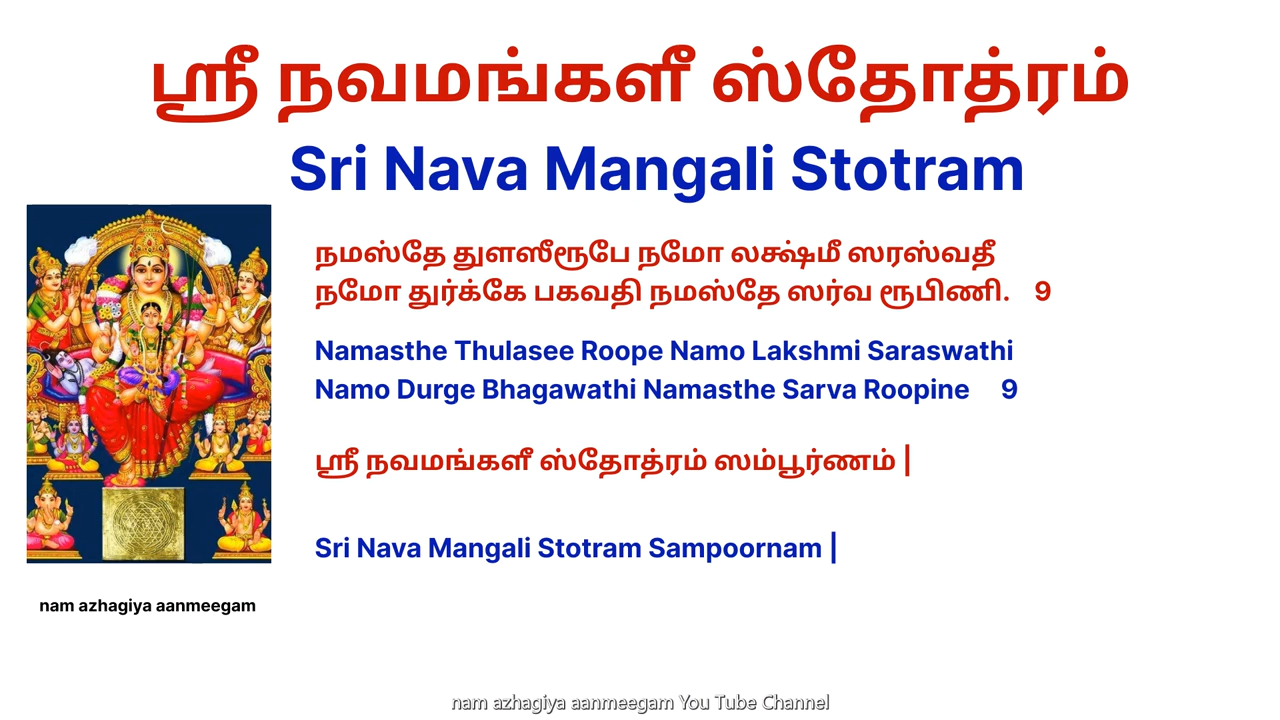 ஸ்ரீ நவமங்களீ ஸ்தோத்ரம்
Sri Nava Mangali Stotram
நமஸ்தே துளஸீரூபே நமோ லக்ஷ்மீ ஸரஸ்வதீ
நமோ துர்க்கே பகவதி நமஸ்தே ஸர்வ ரூபிணி. 9
Namasthe Thulasee Roope Namo Lakshmi Saraswathi
Namo Durge Bhagawathi Namasthe Sarva Roopine 9
ஸ்ரீ நவமங்களீ ஸ்தோத்ரம் ஸம்பூர்ணம் |
Sri Nava Mangali Stotram Sampoornam |
nam azhagiya aanmeegam
nam azhagiya aanmeegam You Tube Channel